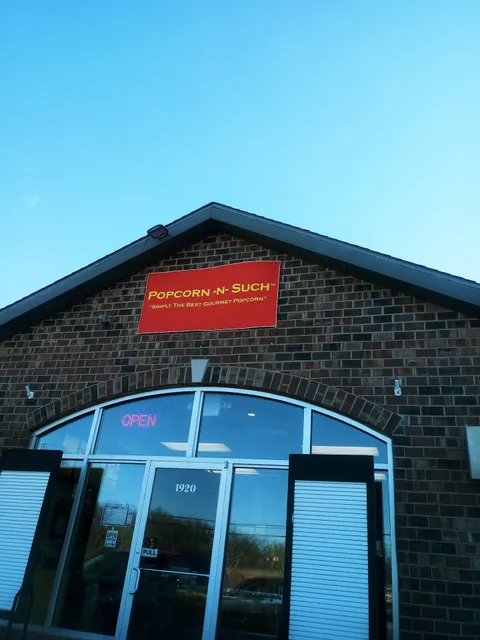 POPCORN -N- SUCH™
"SIMPLY THE BEST GOURMET POPCORN"
OPEN
1920
PULL